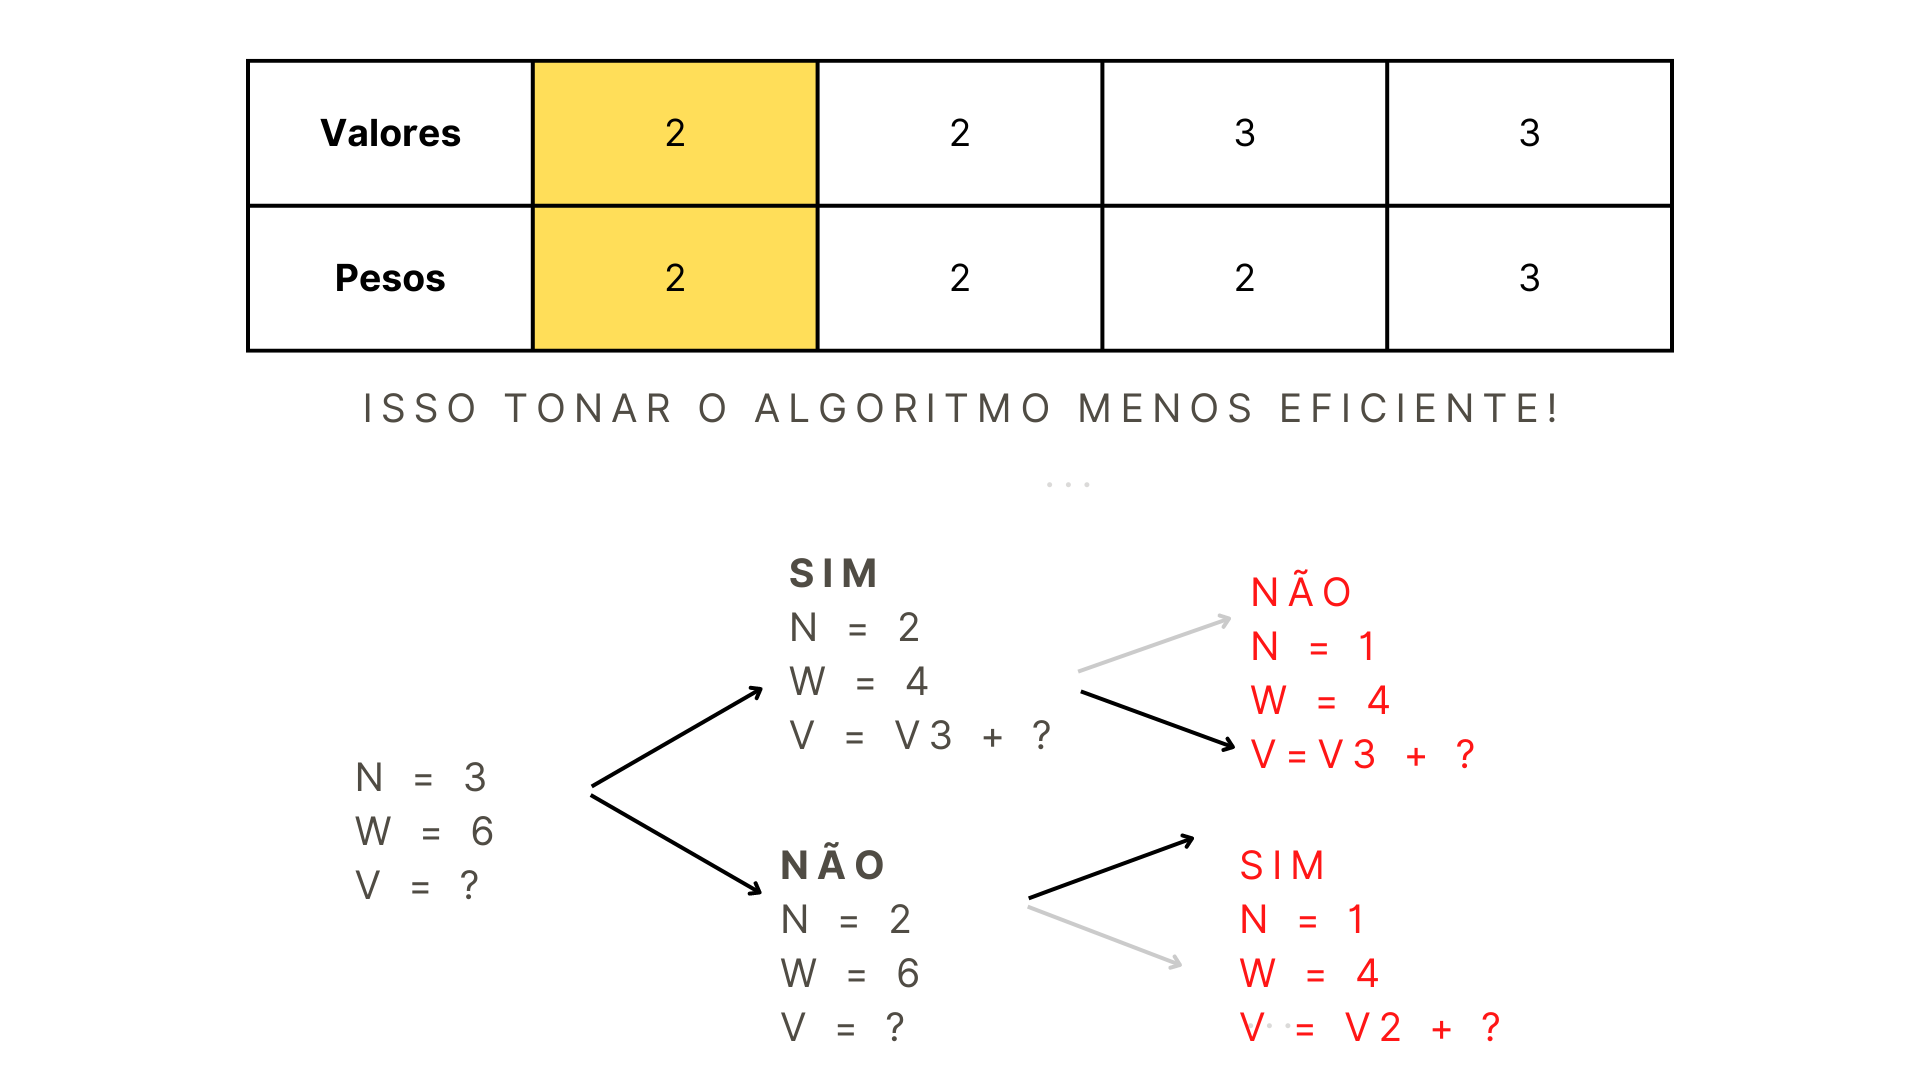 Valores 2 2 3 3
Pesos 2 2 2 3
ISSO TONAR O ALGORITMO MENOS EFICIENTE!
...
SIM
N = 2
W = 4
V = V3 + ?
NÃO
N = 1
W = 4
V=V3 + ?
N = 3
W = 6
V = ?
NÃO
N = 2
W = 6
V = ?
SIM
N = 1
W = 4
V = V2 + ?